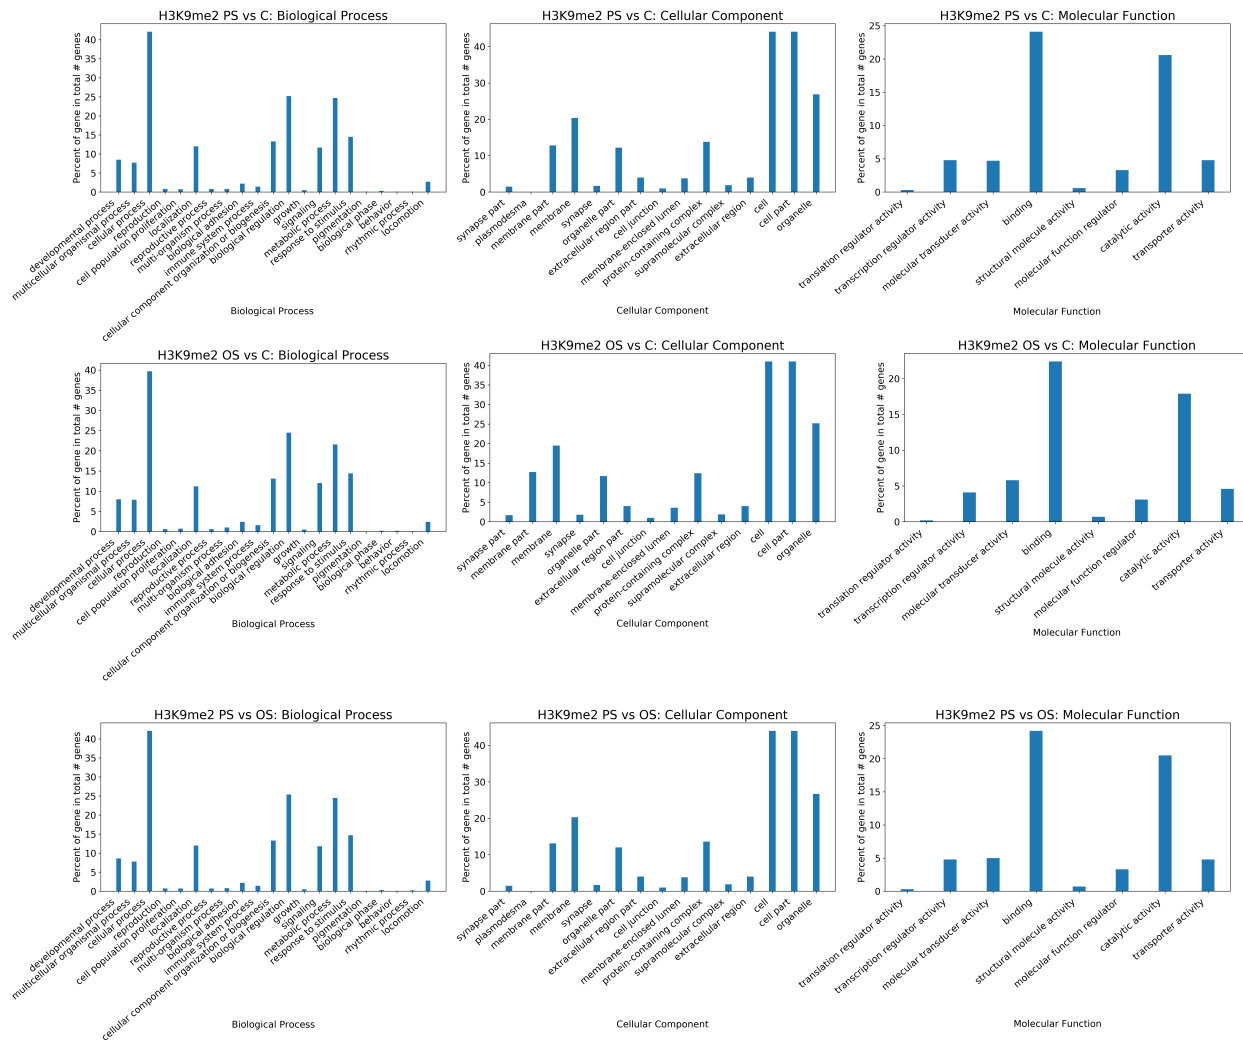 H3K9me2 PS vs C: Biological Process
Percent of gene in total # genes
40
35
30
25
20
15
10
5
0
developmental process
multicellular organismal process
cellular process
reproduction
cell population proliferation
localization
reproductive process
multi-organism process
biological adhesion
immune system process
cellular component organization or biogenesis
biological regulation
growth
signaling
metabolic process
response to stimulus
pigmentation
biological phase
behavior
rhythmic process
locomotion
Biological Process
H3K9me2 PS vs C: Cellular Component
Percent of gene in total # genes
40
30
20
10
0
synapse part
plasmodesma
membrane part
membrane
synapse
organelle part
extracellular region part
cell junction
membrane-enclosed lumen
protein-containing complex
supramolecular complex
extracellular region
cell
cell part
organelle
Cellular Component
H3K9me2 PS vs C: Molecular Function
Percent of gene in total # genes
25
20
15
10
5
0
translation regulator activity
transcription regulator activity
molecular transducer activity
binding
structural molecule activity
molecular function regulator
catalytic activity
transporter activity
Molecular Function
H3K9me2 OS vs C: Biological Process
Percent of gene in total # genes
40
35
30
25
20
15
10
5
0
developmental process
multicellular organismal process
cellular process
reproduction
cell population proliferation
localization
reproductive process
multi-organism process
biological adhesion
immune system process
cellular component organization or biogenesis
biological regulation
growth
signaling
metabolic process
response to stimulus
pigmentation
biological phase
behavior
rhythmic process
locomotion
Biological Process
H3K9me2 OS vs C: Cellular Component
Percent of gene in total # genes
40
35
30
25
20
15
10
5
0
synapse part
membrane part
membrane
synapse
organelle part
extracellular region part
cell junction
membrane-enclosed lumen
protein-containing complex
supramolecular complex
extracellular region
cell
cell part
organelle
Cellular Component
H3K9me2 OS vs C: Molecular Function
Percent of gene in total # genes
20
15
10
5
0
translation regulator activity
transcription regulator activity
molecular transducer activity
binding
structural molecule activity
molecular function regulator
catalytic activity
transporter activity
Molecular Function
H3K9me2 PS vs OS: Biological Process
Percent of gene in total # genes
40
35
30
25
20
15
10
5
0
developmental process
multicellular organismal process
cellular process
reproduction
cell population proliferation
localization
reproductive process
multi-organism process
biological adhesion
immune system process
cellular component organization or biogenesis
biological regulation
growth
signaling
metabolic process
response to stimulus
pigmentation
biological phase
behavior
rhythmic process
locomotion
Biological Process
H3K9me2 PS vs OS: Cellular Component
Percent of gene in total # genes
40
30
20
10
0
synapse part
plasmodesma
membrane part
membrane
synapse
organelle part
extracellular region part
cell junction
membrane-enclosed lumen
protein-containing complex
supramolecular complex
extracellular region
cell
cell part
organelle
Cellular Component
H3K9me2 PS vs OS: Molecular Function
Percent of gene in total # genes
25
20
15
10
5
0
translation regulator activity
transcription regulator activity
molecular transducer activity
binding
structural molecule activity
molecular function regulator
catalytic activity
transporter activity
Molecular Function